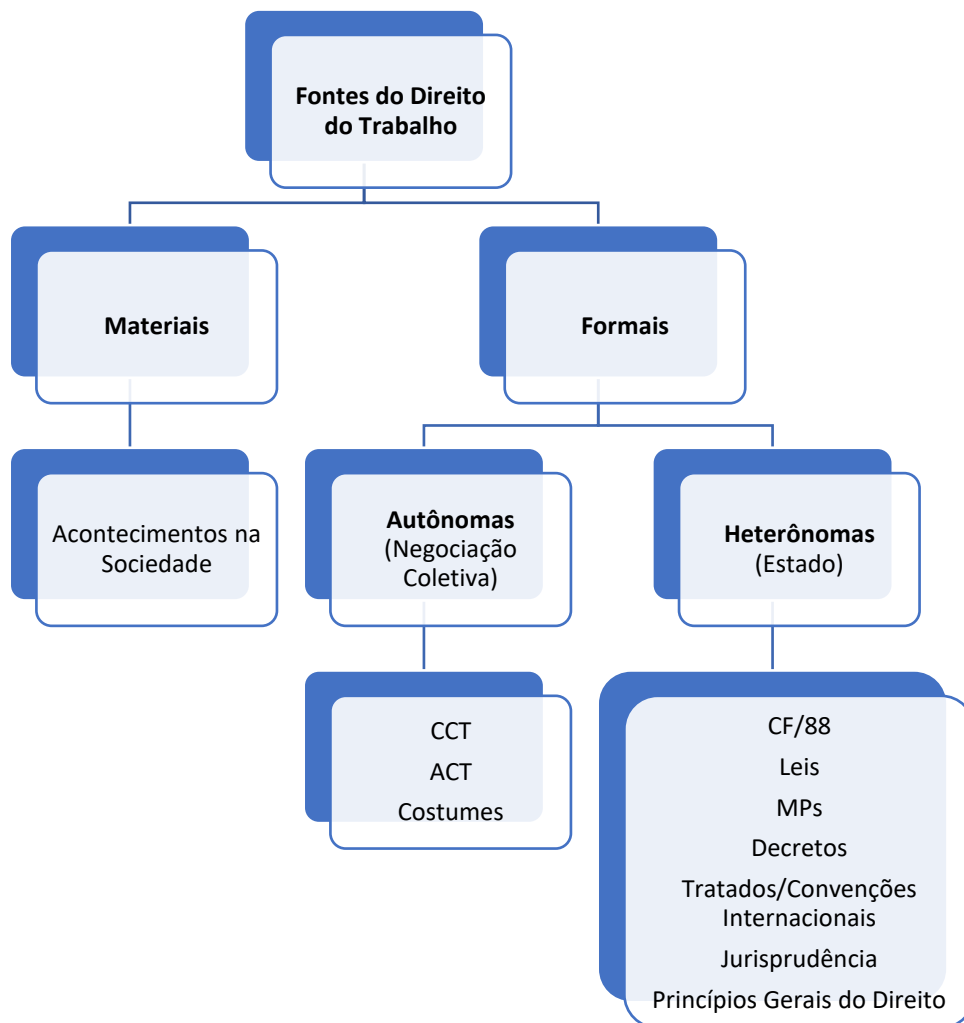 Fontes do Direito
do Trabalho
Materiais
Formais
Acontecimentos na
Sociedade
Autônomas
(Negociação
Coletiva)
Heterônomas
(Estado)
CCT
ACT
Costumes
CF/88
Leis
MPs
Decretos
Tratados/Convenções
Internacionais
Jurisprudência
Princípios Gerais do Direito